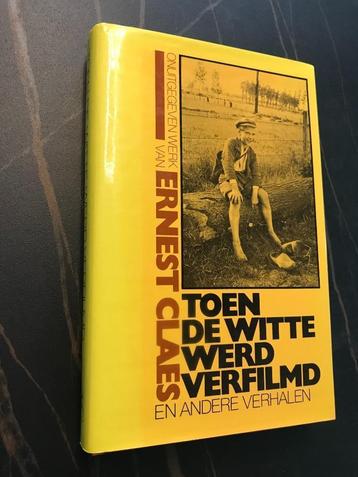 ONUITGEGEVEN WERK
VAN ERNEST CLAES
TOEN
DE WITTE
WERD
VERFILMD
EN ANDERE VERHALEN